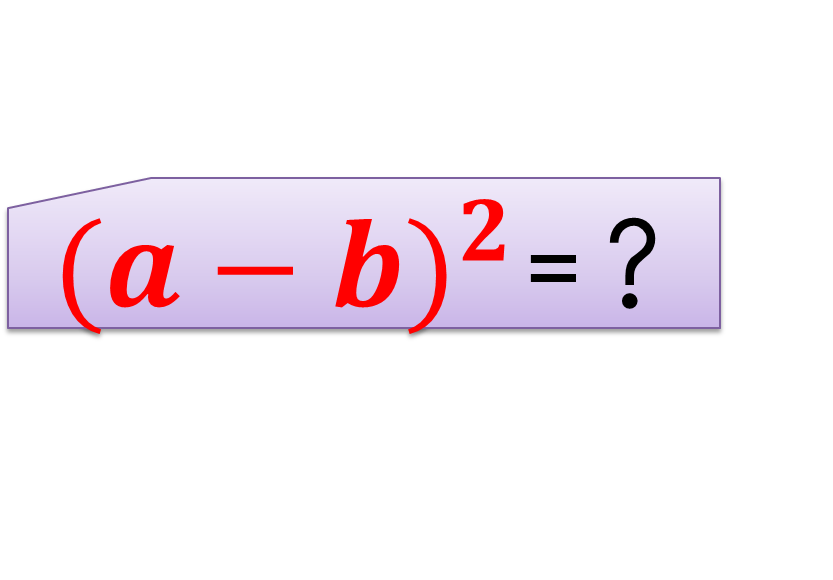 (a − b)² = ?